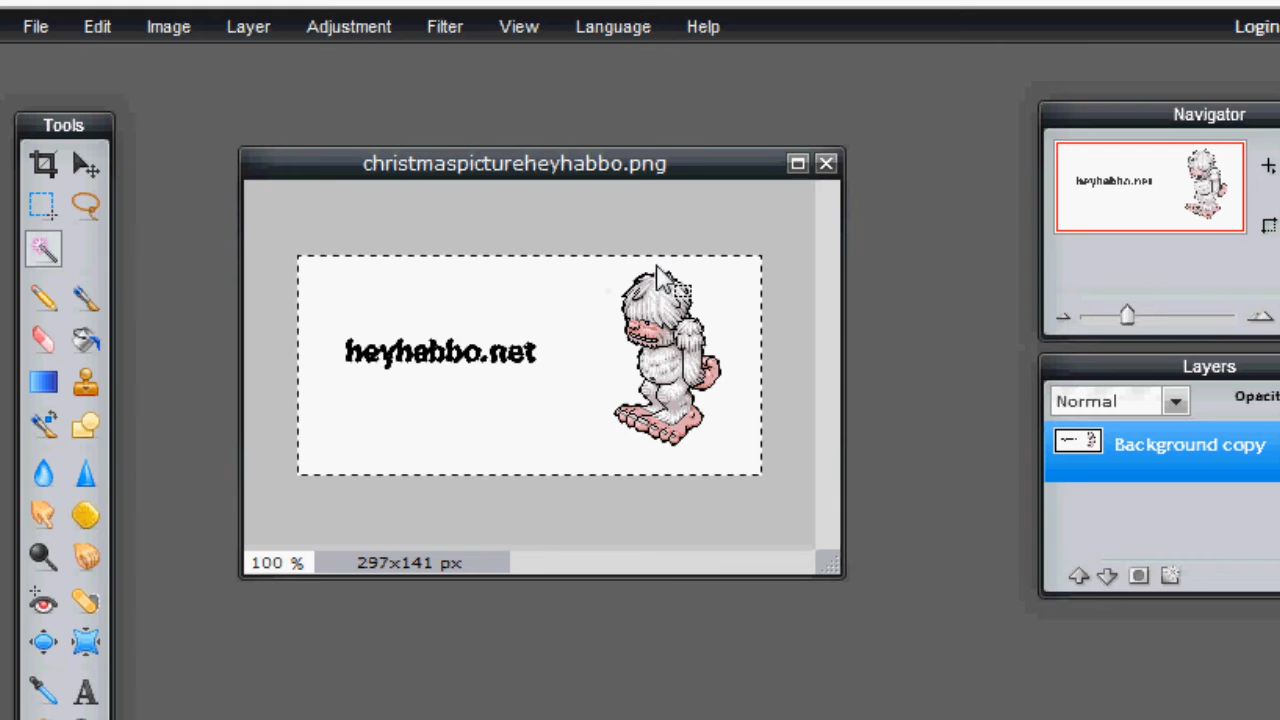 File Edit Image Layer Adjustment Filter View Language Help Login
Tools
christmaspictureheyhabbo.png
heyhabbo.net
100 % 297x141 px
A
Navigator
heyhabbo.net
Layers
Normal Opacit
Background copy